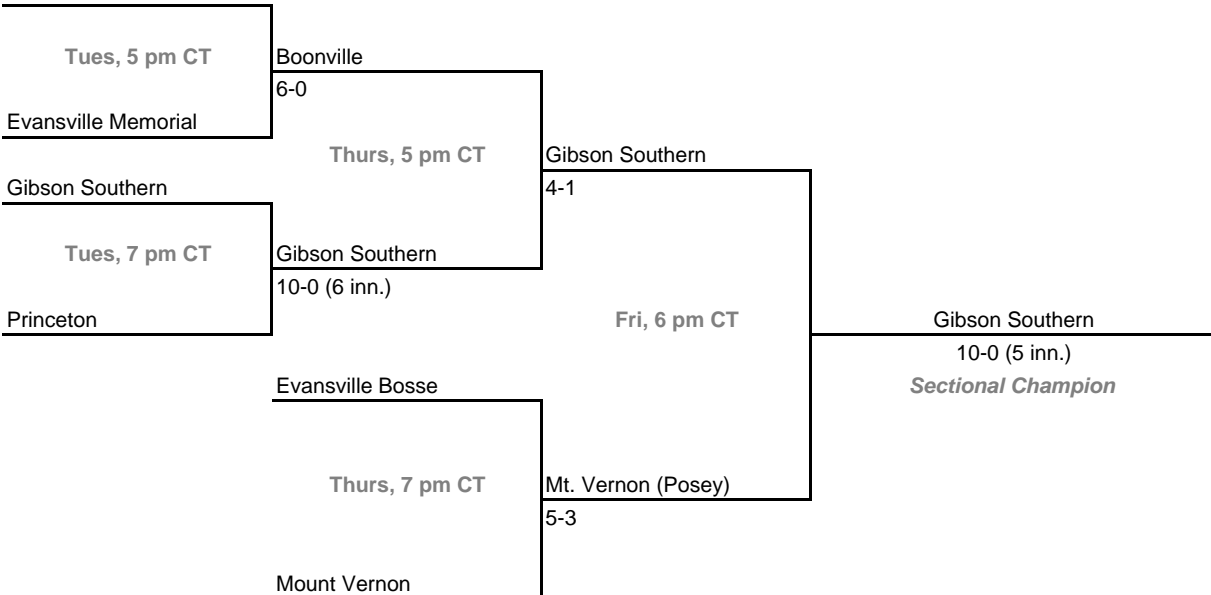 Tues, 5 pm CT
Boonville
6-0
Evansville Memorial
Thurs, 5 pm CT
Gibson Southern
4-1
Gibson Southern
Tues, 7 pm CT
Gibson Southern
10-0 (6 inn.)
Princeton
Fri, 6 pm CT
Gibson Southern
10-0 (5 inn.)
Sectional Champion
Evansville Bosse
Thurs, 7 pm CT
Mt. Vernon (Posey)
5-3
Mount Vernon